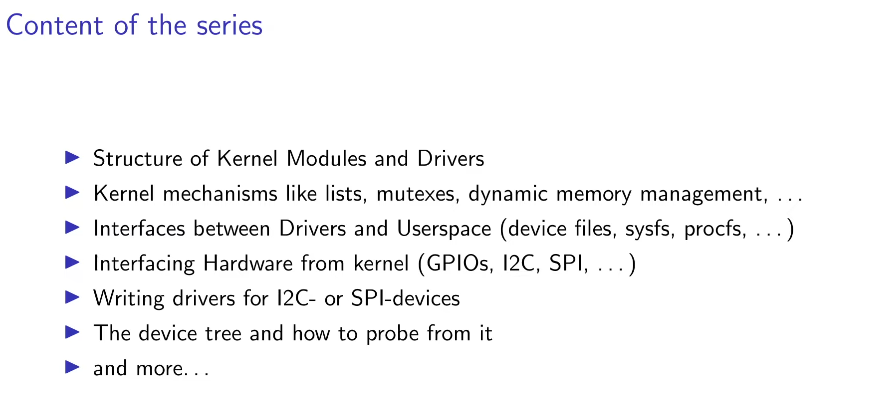 Content of the series
Structure of Kernel Modules and Drivers
Kernel mechanisms like lists, mutexes, dynamic memory management, ...
Interfaces between Drivers and Userspace (device files, sysfs, procfs, ...)
Interfacing Hardware from kernel (GPIOs, I2C, SPI, ...)
Writing drivers for I2C- or SPI-devices
The device tree and how to probe from it
and more...